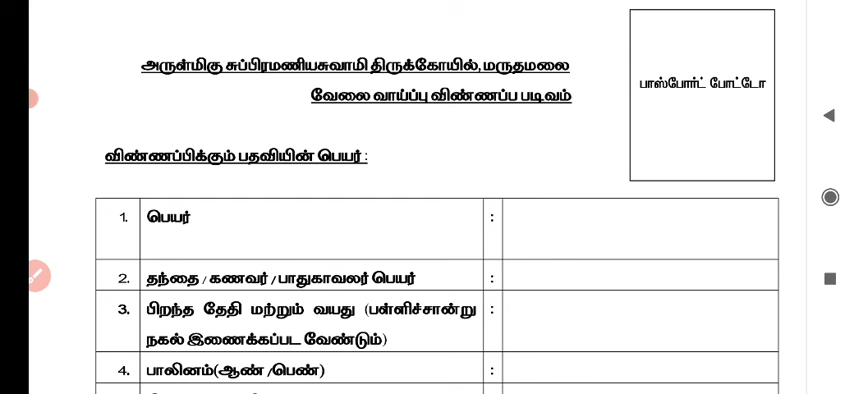 அருள்மிகு சுப்பிரமணியசுவாமி திருக்கோயில், மருதமலை
வேலை வாய்ப்பு விண்ணப்ப படிவம்
பாஸ்போர்ட் போட்டோ
விண்ணப்பிக்கும் பதவியின் பெயர் :
1. பெயர் :
2. தந்தை / கணவர் / பாதுகாவலர் பெயர் :
3. பிறந்த தேதி மற்றும் வயது (பள்ளிச்சான்று :
நகல் இணைக்கப்பட வேண்டும்)
4. பாலினம்(ஆண் /பெண்) :